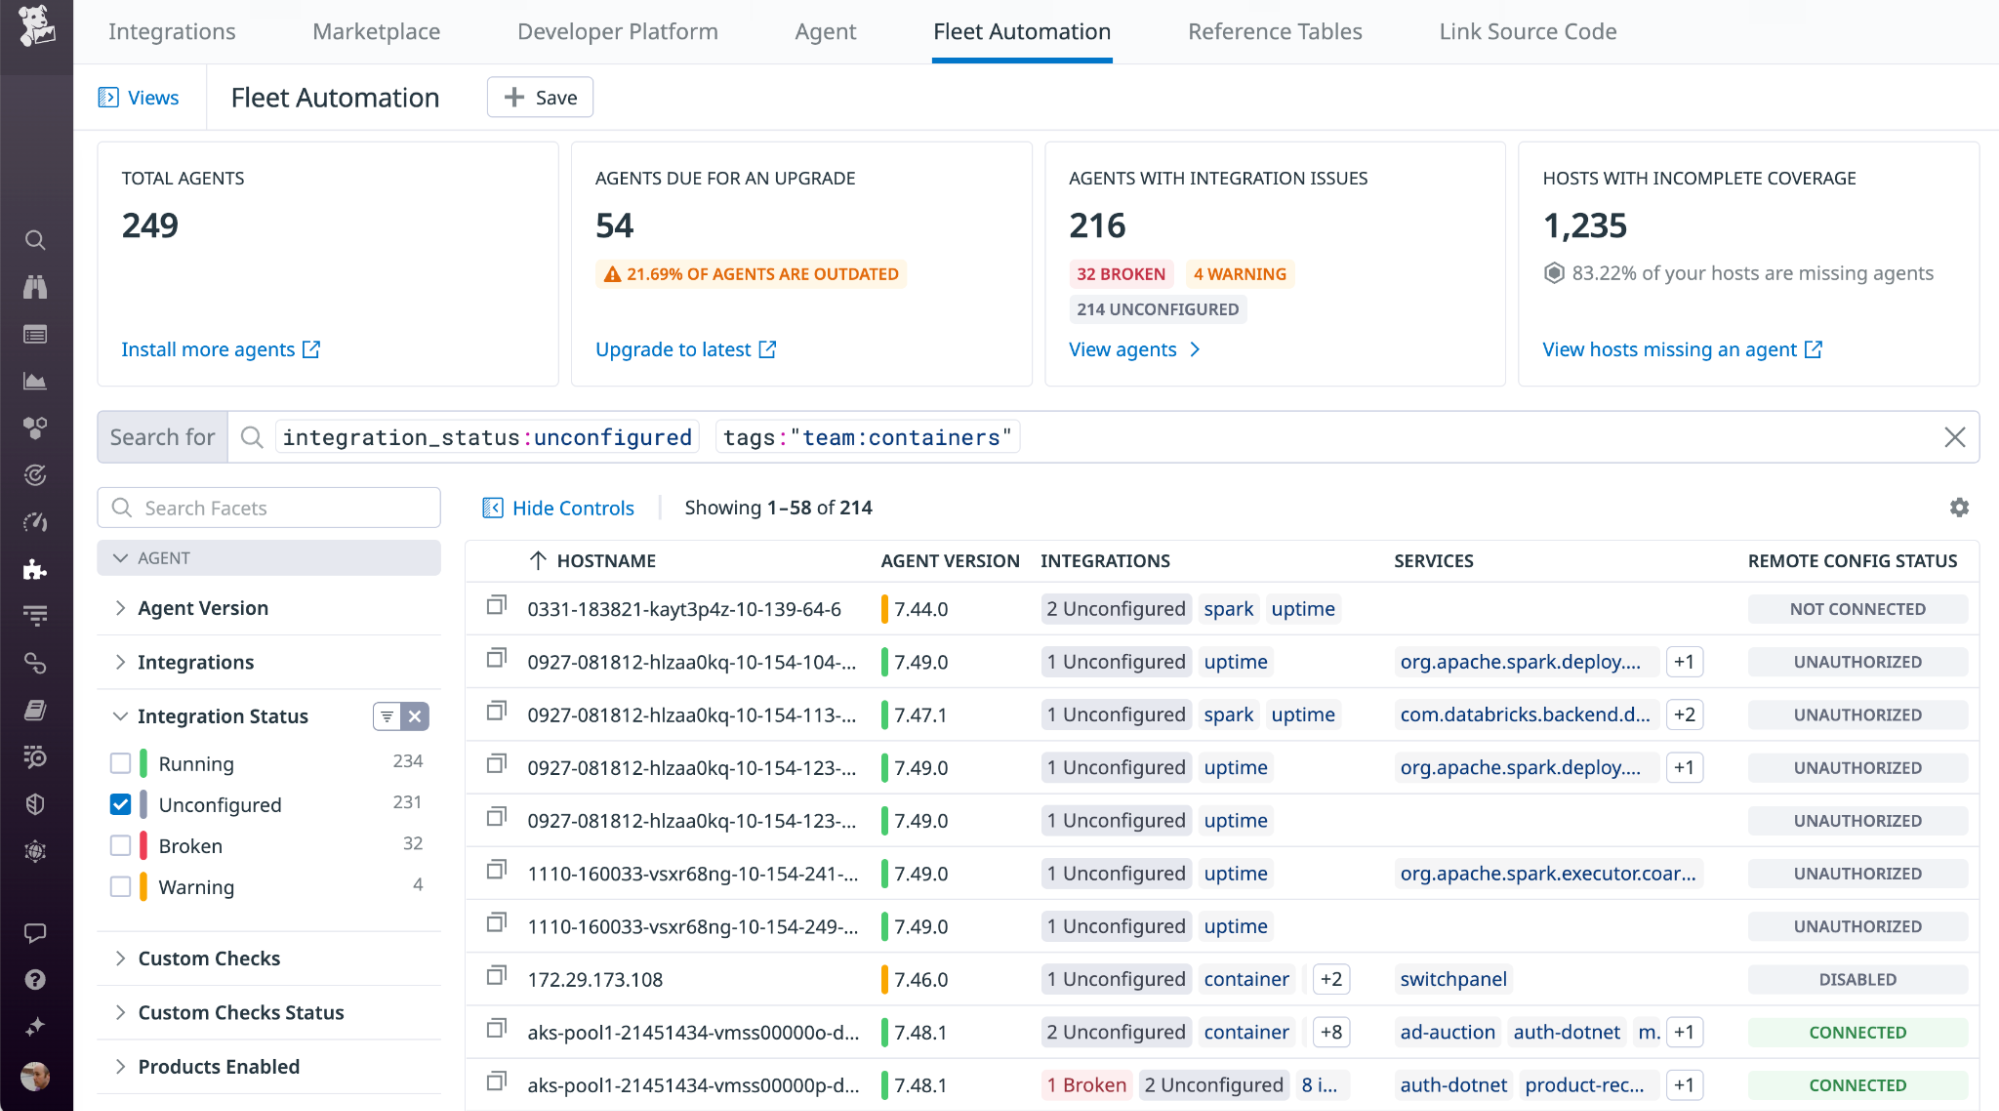 Integrations Marketplace Developer Platform Agent Fleet Automation Reference Tables Link Source Code
Views Fleet Automation + Save
TOTAL AGENTS
249
Install more agents
AGENTS DUE FOR AN UPGRADE
54
21.69% OF AGENTS ARE OUTDATED
Upgrade to latest
AGENTS WITH INTEGRATION ISSUES
216
32 BROKEN 4 WARNING
214 UNCONFIGURED
View agents
HOSTS WITH INCOMPLETE COVERAGE
1,235
83.22% of your hosts are missing agents
View hosts missing an agent
Search for integration_status:unconfigured tags:"team:containers"
Search Facets
AGENT
Agent Version
Integrations
Integration Status
Running 234
Unconfigured 231
Broken 32
Warning 4
Custom Checks
Custom Checks Status
Products Enabled
Hide Controls Showing 1–58 of 214
HOSTNAME AGENT VERSION INTEGRATIONS SERVICES REMOTE CONFIG STATUS
0331-183821-kayt3p4z-10-139-64-6 7.44.0 2 Unconfigured spark uptime NOT CONNECTED
0927-081812-hlzaa0kq-10-154-104-... 7.49.0 1 Unconfigured uptime org.apache.spark.deploy.... +1 UNAUTHORIZED
0927-081812-hlzaa0kq-10-154-113-... 7.47.1 1 Unconfigured spark uptime com.databricks.backend.d... +2 UNAUTHORIZED
0927-081812-hlzaa0kq-10-154-123-... 7.49.0 1 Unconfigured uptime org.apache.spark.deploy.... +1 UNAUTHORIZED
0927-081812-hlzaa0kq-10-154-123-... 7.49.0 1 Unconfigured uptime UNAUTHORIZED
1110-160033-vsxr68ng-10-154-241-... 7.49.0 1 Unconfigured uptime org.apache.spark.executor.coar... UNAUTHORIZED
1110-160033-vsxr68ng-10-154-249-... 7.49.0 1 Unconfigured uptime UNAUTHORIZED
172.29.173.108 7.46.0 1 Unconfigured container +2 switchpanel DISABLED
aks-pool1-21451434-vmss00000o-d... 7.48.1 2 Unconfigured container +8 ad-auction auth-dotnet m. +1 CONNECTED
aks-pool1-21451434-vmss00000p-d... 7.48.1 1 Broken 2 Unconfigured 8 i... auth-dotnet product-rec... +1 CONNECTED